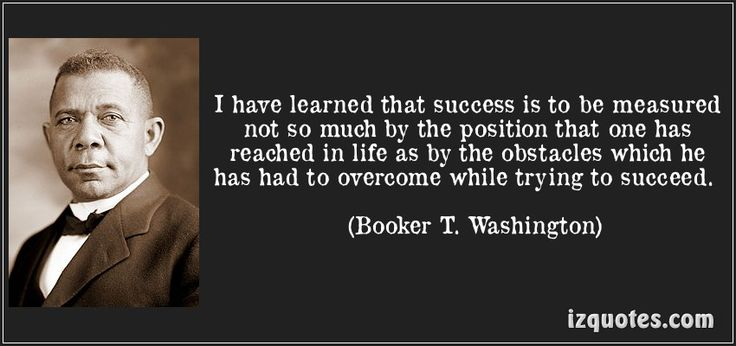 I have learned that success is to be measured
not so much by the position that one has
reached in life as by the obstacles which he
has had to overcome while trying to succeed.
(Booker T. Washington)
izquotes.com